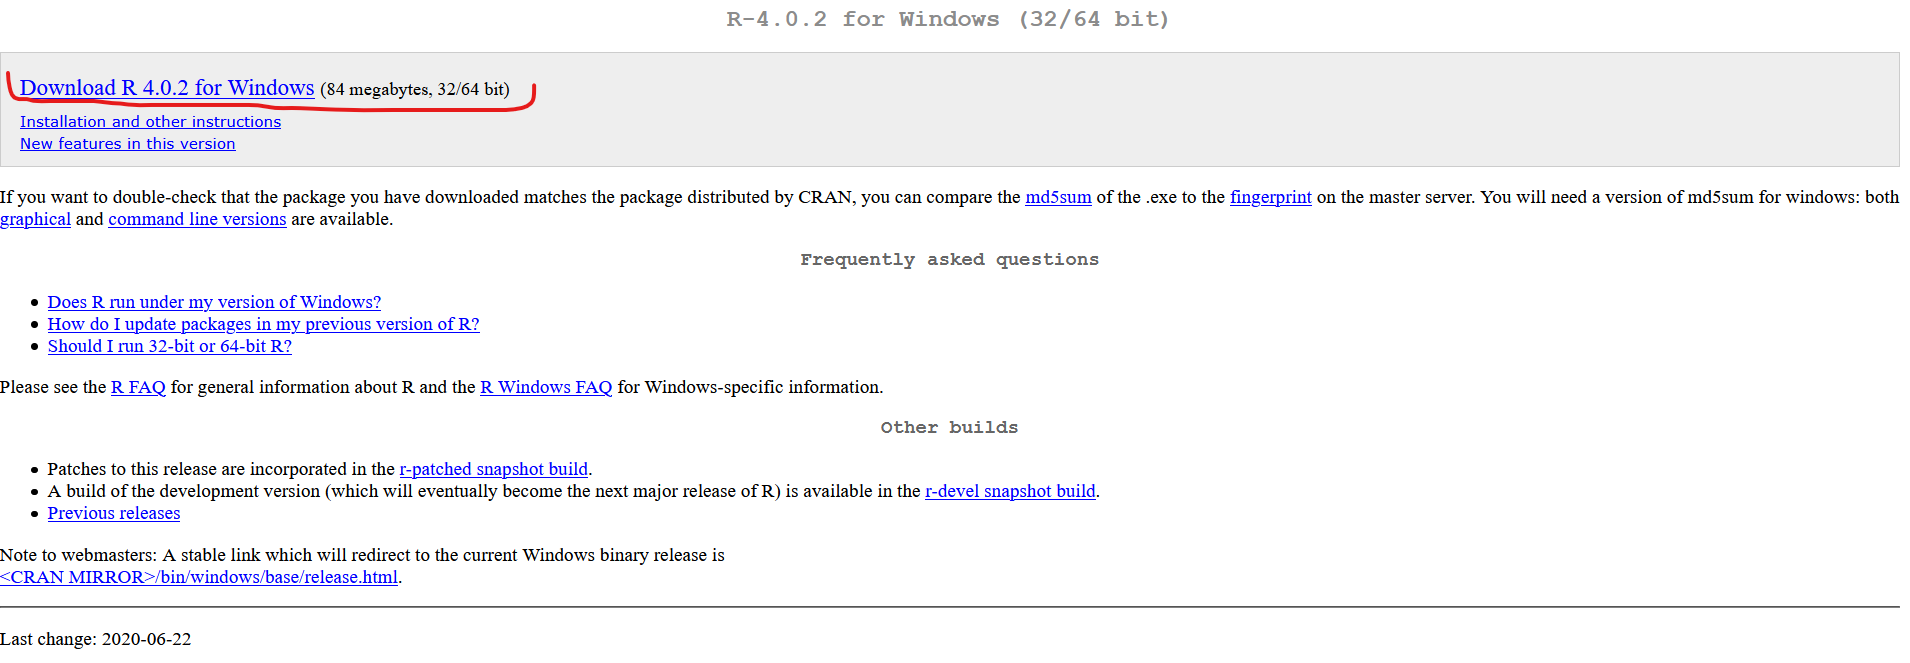 R-4.0.2 for Windows (32/64 bit)
Download R 4.0.2 for Windows (84 megabytes, 32/64 bit)
Installation and other instructions
New features in this version
If you want to double-check that the package you have downloaded matches the package distributed by CRAN, you can compare the md5sum of the .exe to the fingerprint on the master server. You will need a version of md5sum for windows: both
graphical and command line versions are available.
Frequently asked questions
• Does R run under my version of Windows?
• How do I update packages in my previous version of R?
• Should I run 32-bit or 64-bit R?
Please see the R FAQ for general information about R and the R Windows FAQ for Windows-specific information.
Other builds
• Patches to this release are incorporated in the r-patched snapshot build.
• A build of the development version (which will eventually become the next major release of R) is available in the r-devel snapshot build.
• Previous releases
Note to webmasters: A stable link which will redirect to the current Windows binary release is
<CRAN MIRROR>/bin/windows/base/release.html.
Last change: 2020-06-22